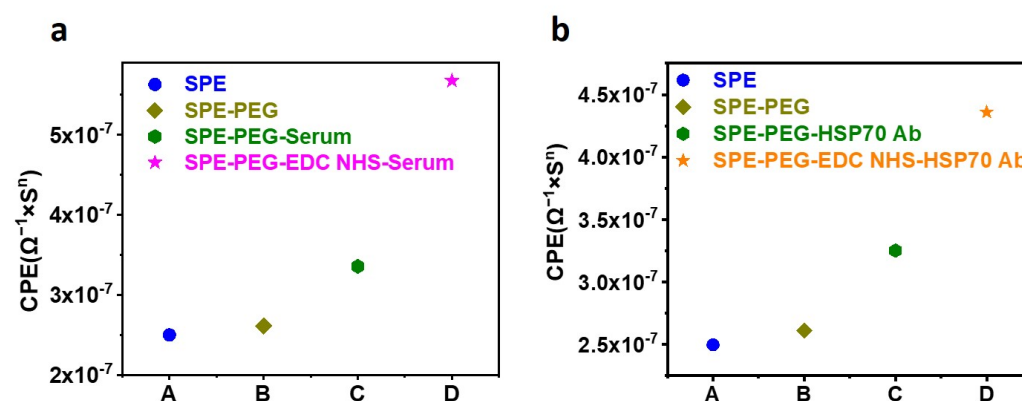 a
SPE
SPE-PEG
SPE-PEG-Serum
SPE-PEG-EDC NHS-Serum
CPE(Ω⁻¹×Sⁿ)
5x10⁻⁷
4x10⁻⁷
3x10⁻⁷
2x10⁻⁷
A B C D
b
SPE
SPE-PEG
SPE-PEG-HSP70 Ab
SPE-PEG-EDC NHS-HSP70 Ab
CPE(Ω⁻¹×Sⁿ)
4.5x10⁻⁷
4.0x10⁻⁷
3.5x10⁻⁷
3.0x10⁻⁷
2.5x10⁻⁷
A B C D